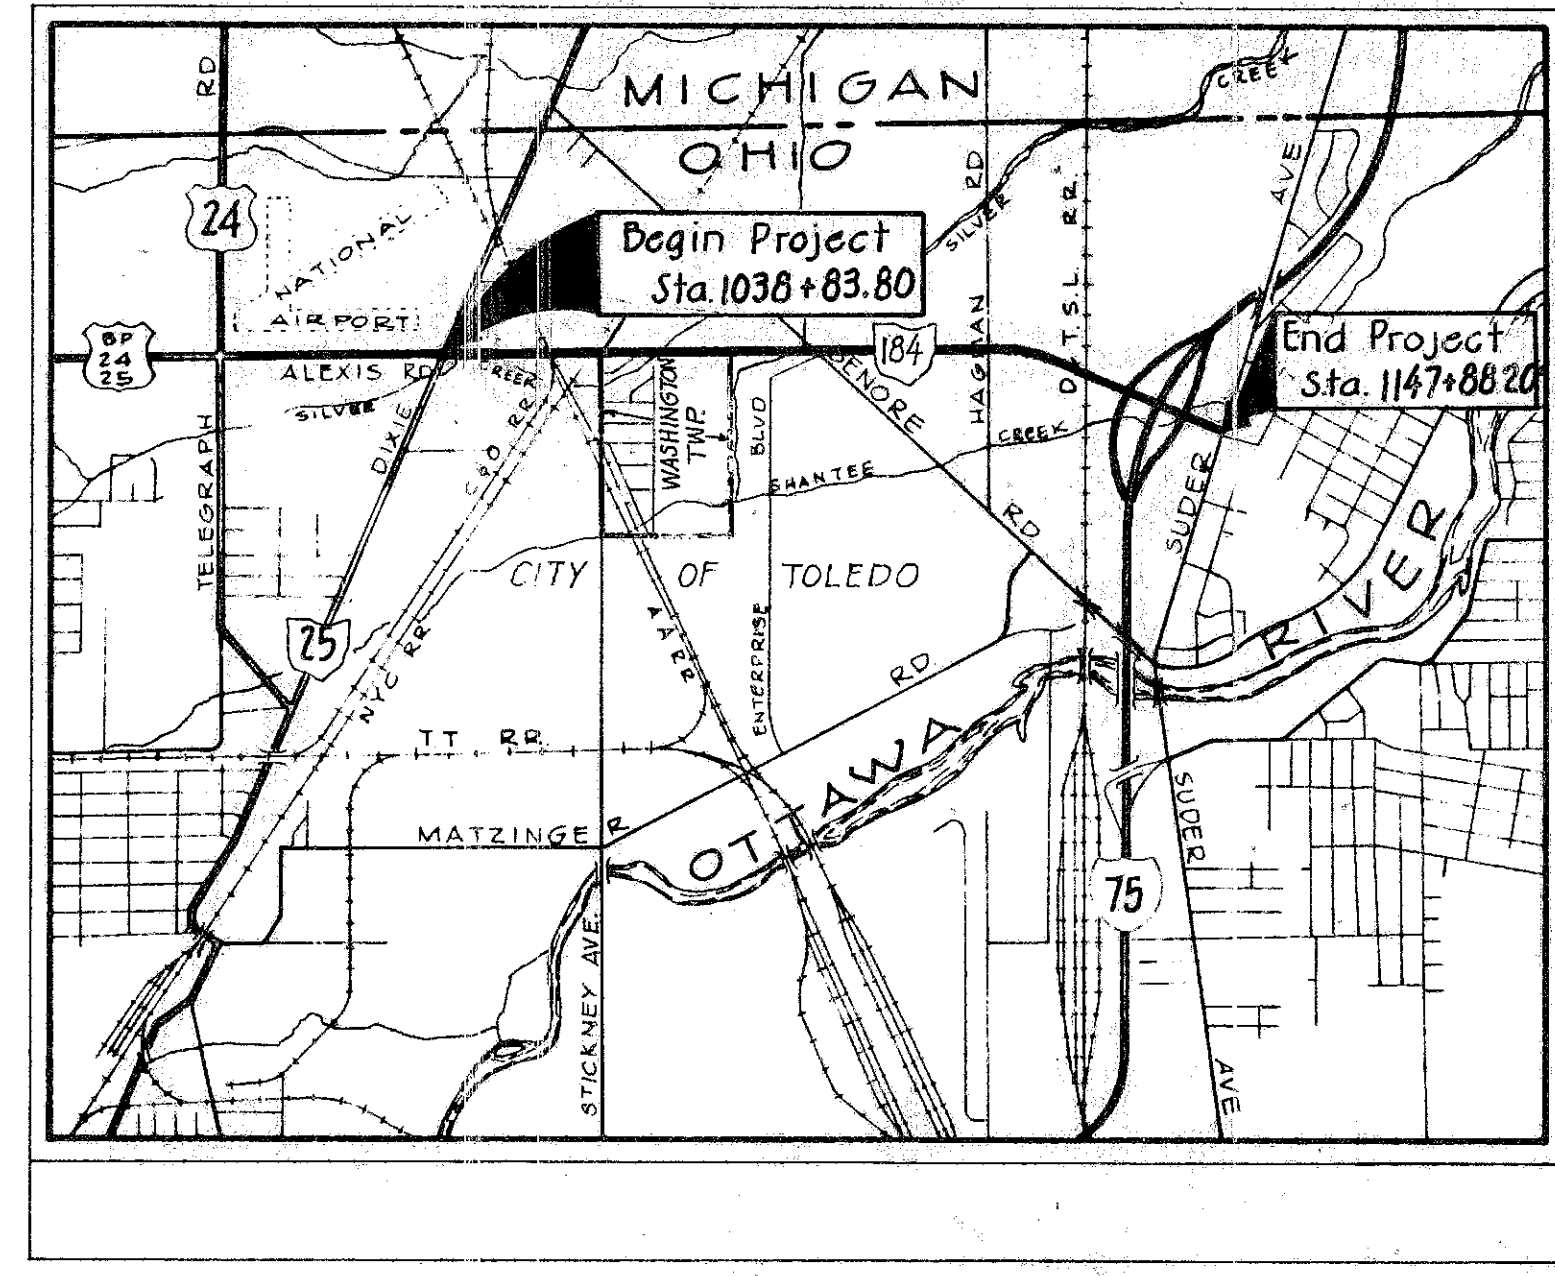 MICHIGAN
OHIO
RD
24
NATIONAL
AIRPORT
Begin Project
Sta. 1038+83.80
SILVER
CREEK
HAGMAN
RD
D.T.S.L. RR.
AVE
BP
24
25
ALEXIS RD
SILVER
CREEK
184
End Project
Sta. 1147+88.20
TELEGRAPH
DIXIE
C&O RR
WASHINGTON
TWP.
BLVD
ENTERPRISE
SHANTEE
CREEK
RD
SUDER
CITY OF TOLEDO
25
NYC RR
AA RR
RD
RIVER
TT RR.
OTTAWA
MATZINGER
STICKNEY AVE.
75
SUDER
AVE